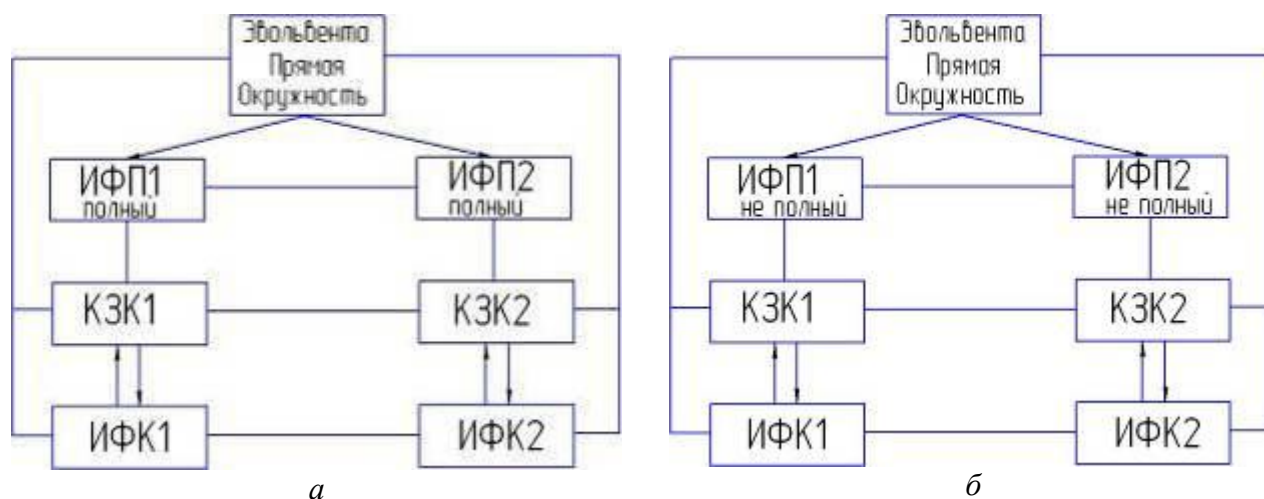 Эвольвента
Прямая
Окружность
ИФП1
полный
ИФП2
полный
КЗК1
КЗК2
ИФК1
ИФК2
а
Эвольвента
Прямая
Окружность
ИФП1
не полный
ИФП2
не полный
КЗК1
КЗК2
ИФК1
ИФК2
б